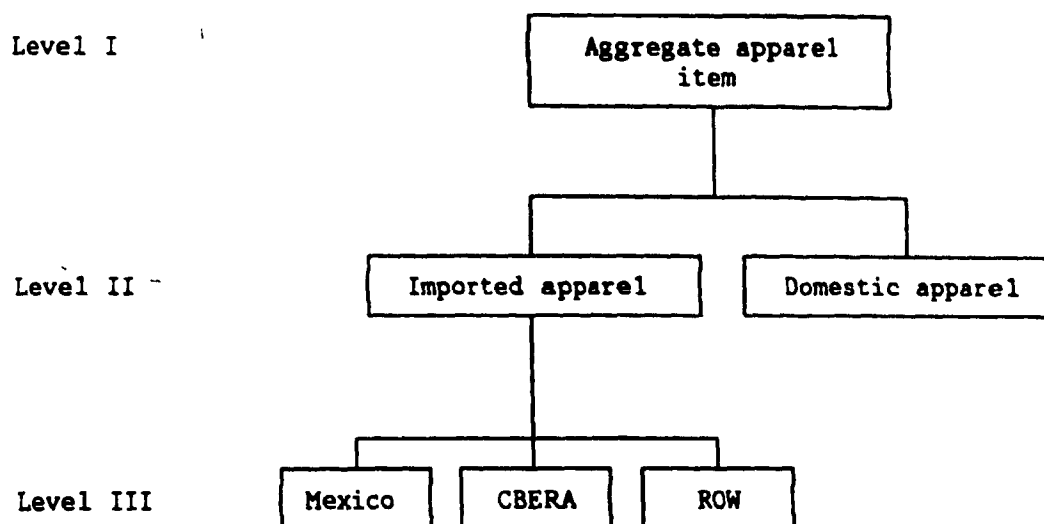 Level I
Aggregate apparel
item
Level II
Imported apparel
Domestic apparel
Level III
Mexico
CBERA
ROW